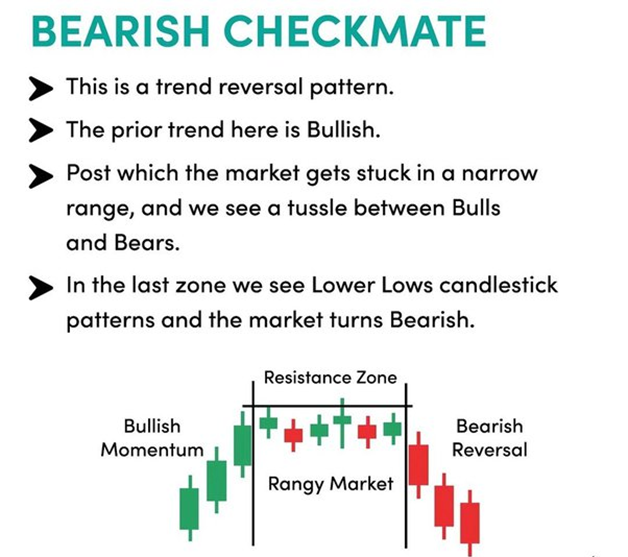 BEARISH CHECKMATE
This is a trend reversal pattern.
The prior trend here is Bullish.
Post which the market gets stuck in a narrow
range, and we see a tussle between Bulls
and Bears.
In the last zone we see Lower Lows candlestick
patterns and the market turns Bearish.
Resistance Zone
Bullish
Momentum
Bearish
Reversal
Rangy Market